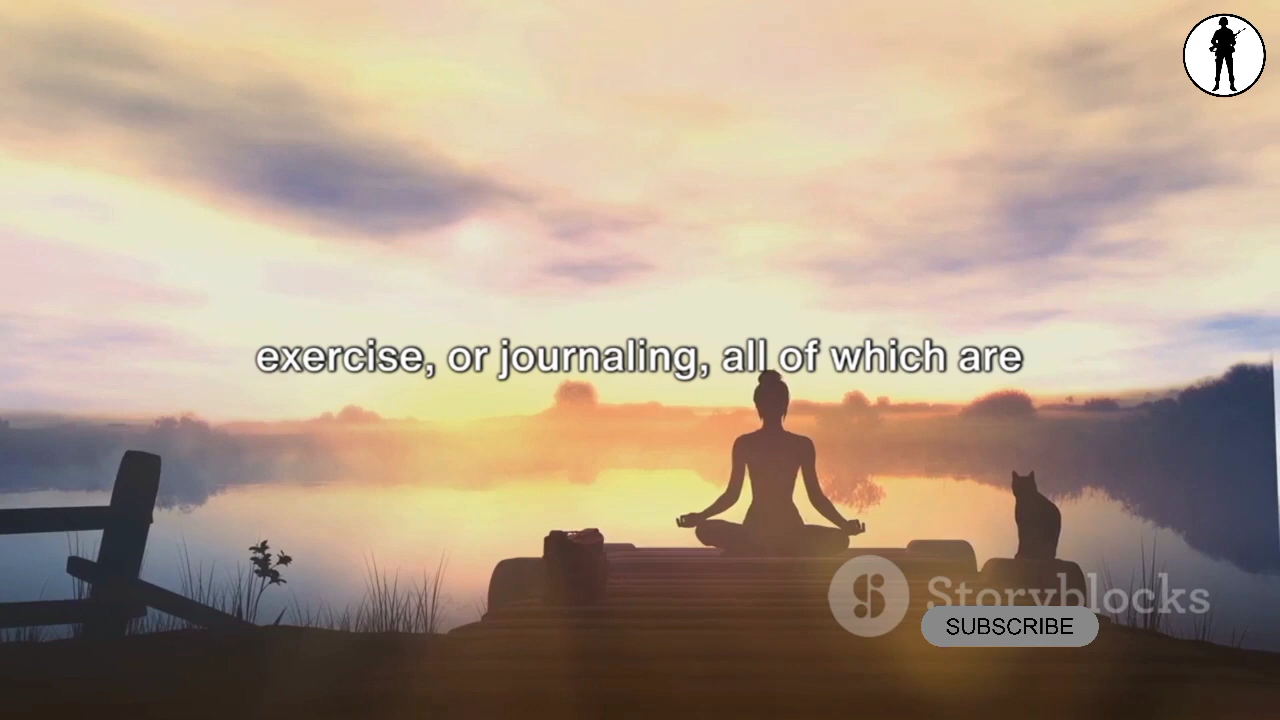 exercise, or journaling, all of which are
Storyblocks
SUBSCRIBE